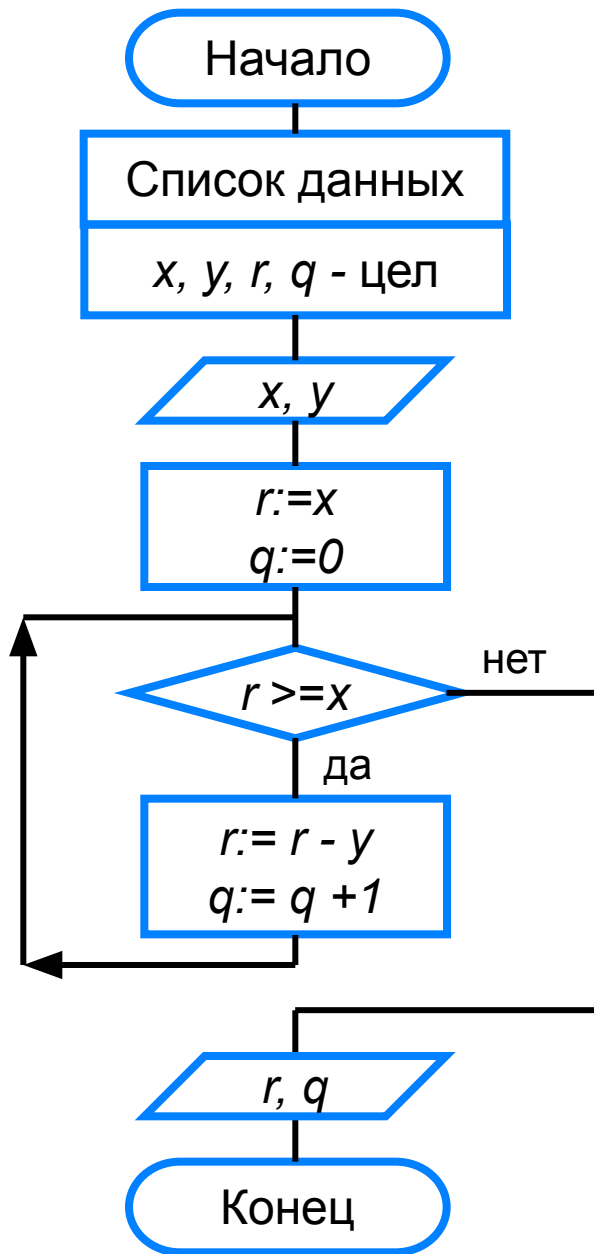 Начало
Список данных
x, y, r, q - цел
x, y
r:=x
q:=0
r >=x
нет
да
r:= r - y
q:= q +1
r, q
Конец